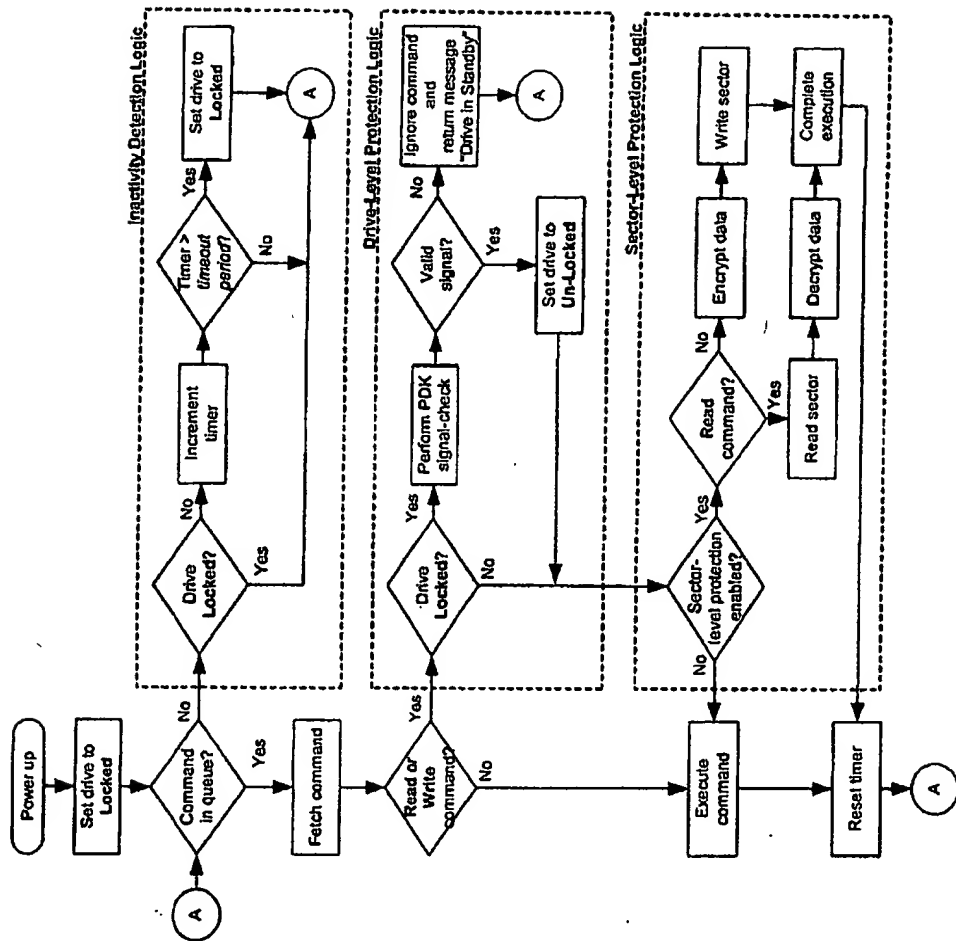 Power up
Set drive to
Locked
A
Command
in queue?
No
Yes
Inactivity Detection Logic
Drive
Locked?
No
Yes
Increment
timer
Timer >
timeout
period?
Yes
No
Set drive to
Locked
A
Fetch command
Read or
Write
command?
Yes
No
Drive-Level Protection Logic
Drive
Locked?
Yes
No
Perform PDK
signal-check
Valid
signal?
No
Yes
Ignore command
and
return message
"Drive in Standby"
A
Set drive to
Un-Locked
Sector-Level Protection Logic
Sector-
level protection
enabled?
No
Yes
Read
command?
No
Yes
Encrypt data
Write sector
Read sector
Decrypt data
Complete
execution
Execute
command
Reset timer
A